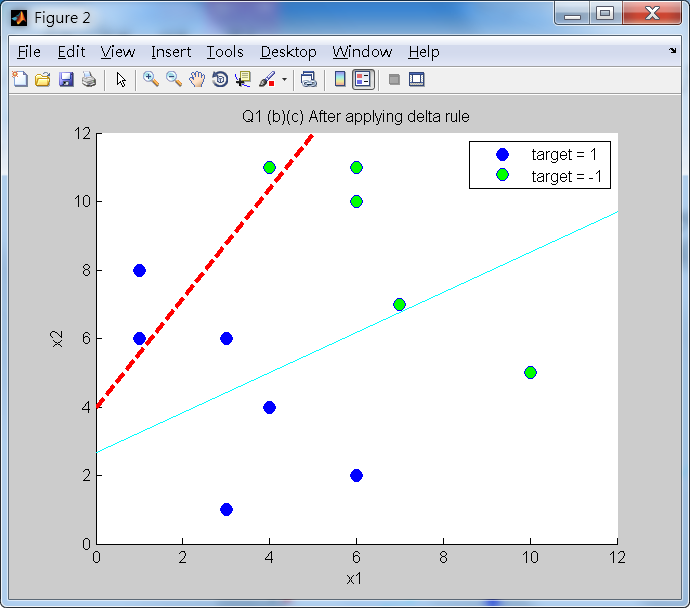 Figure 2
File Edit View Insert Tools Desktop Window Help
Q1 (b)(c) After applying delta rule
12
10
8
6
4
2
0
x2
target = 1
target = -1
0 2 4 6 8 10 12
x1